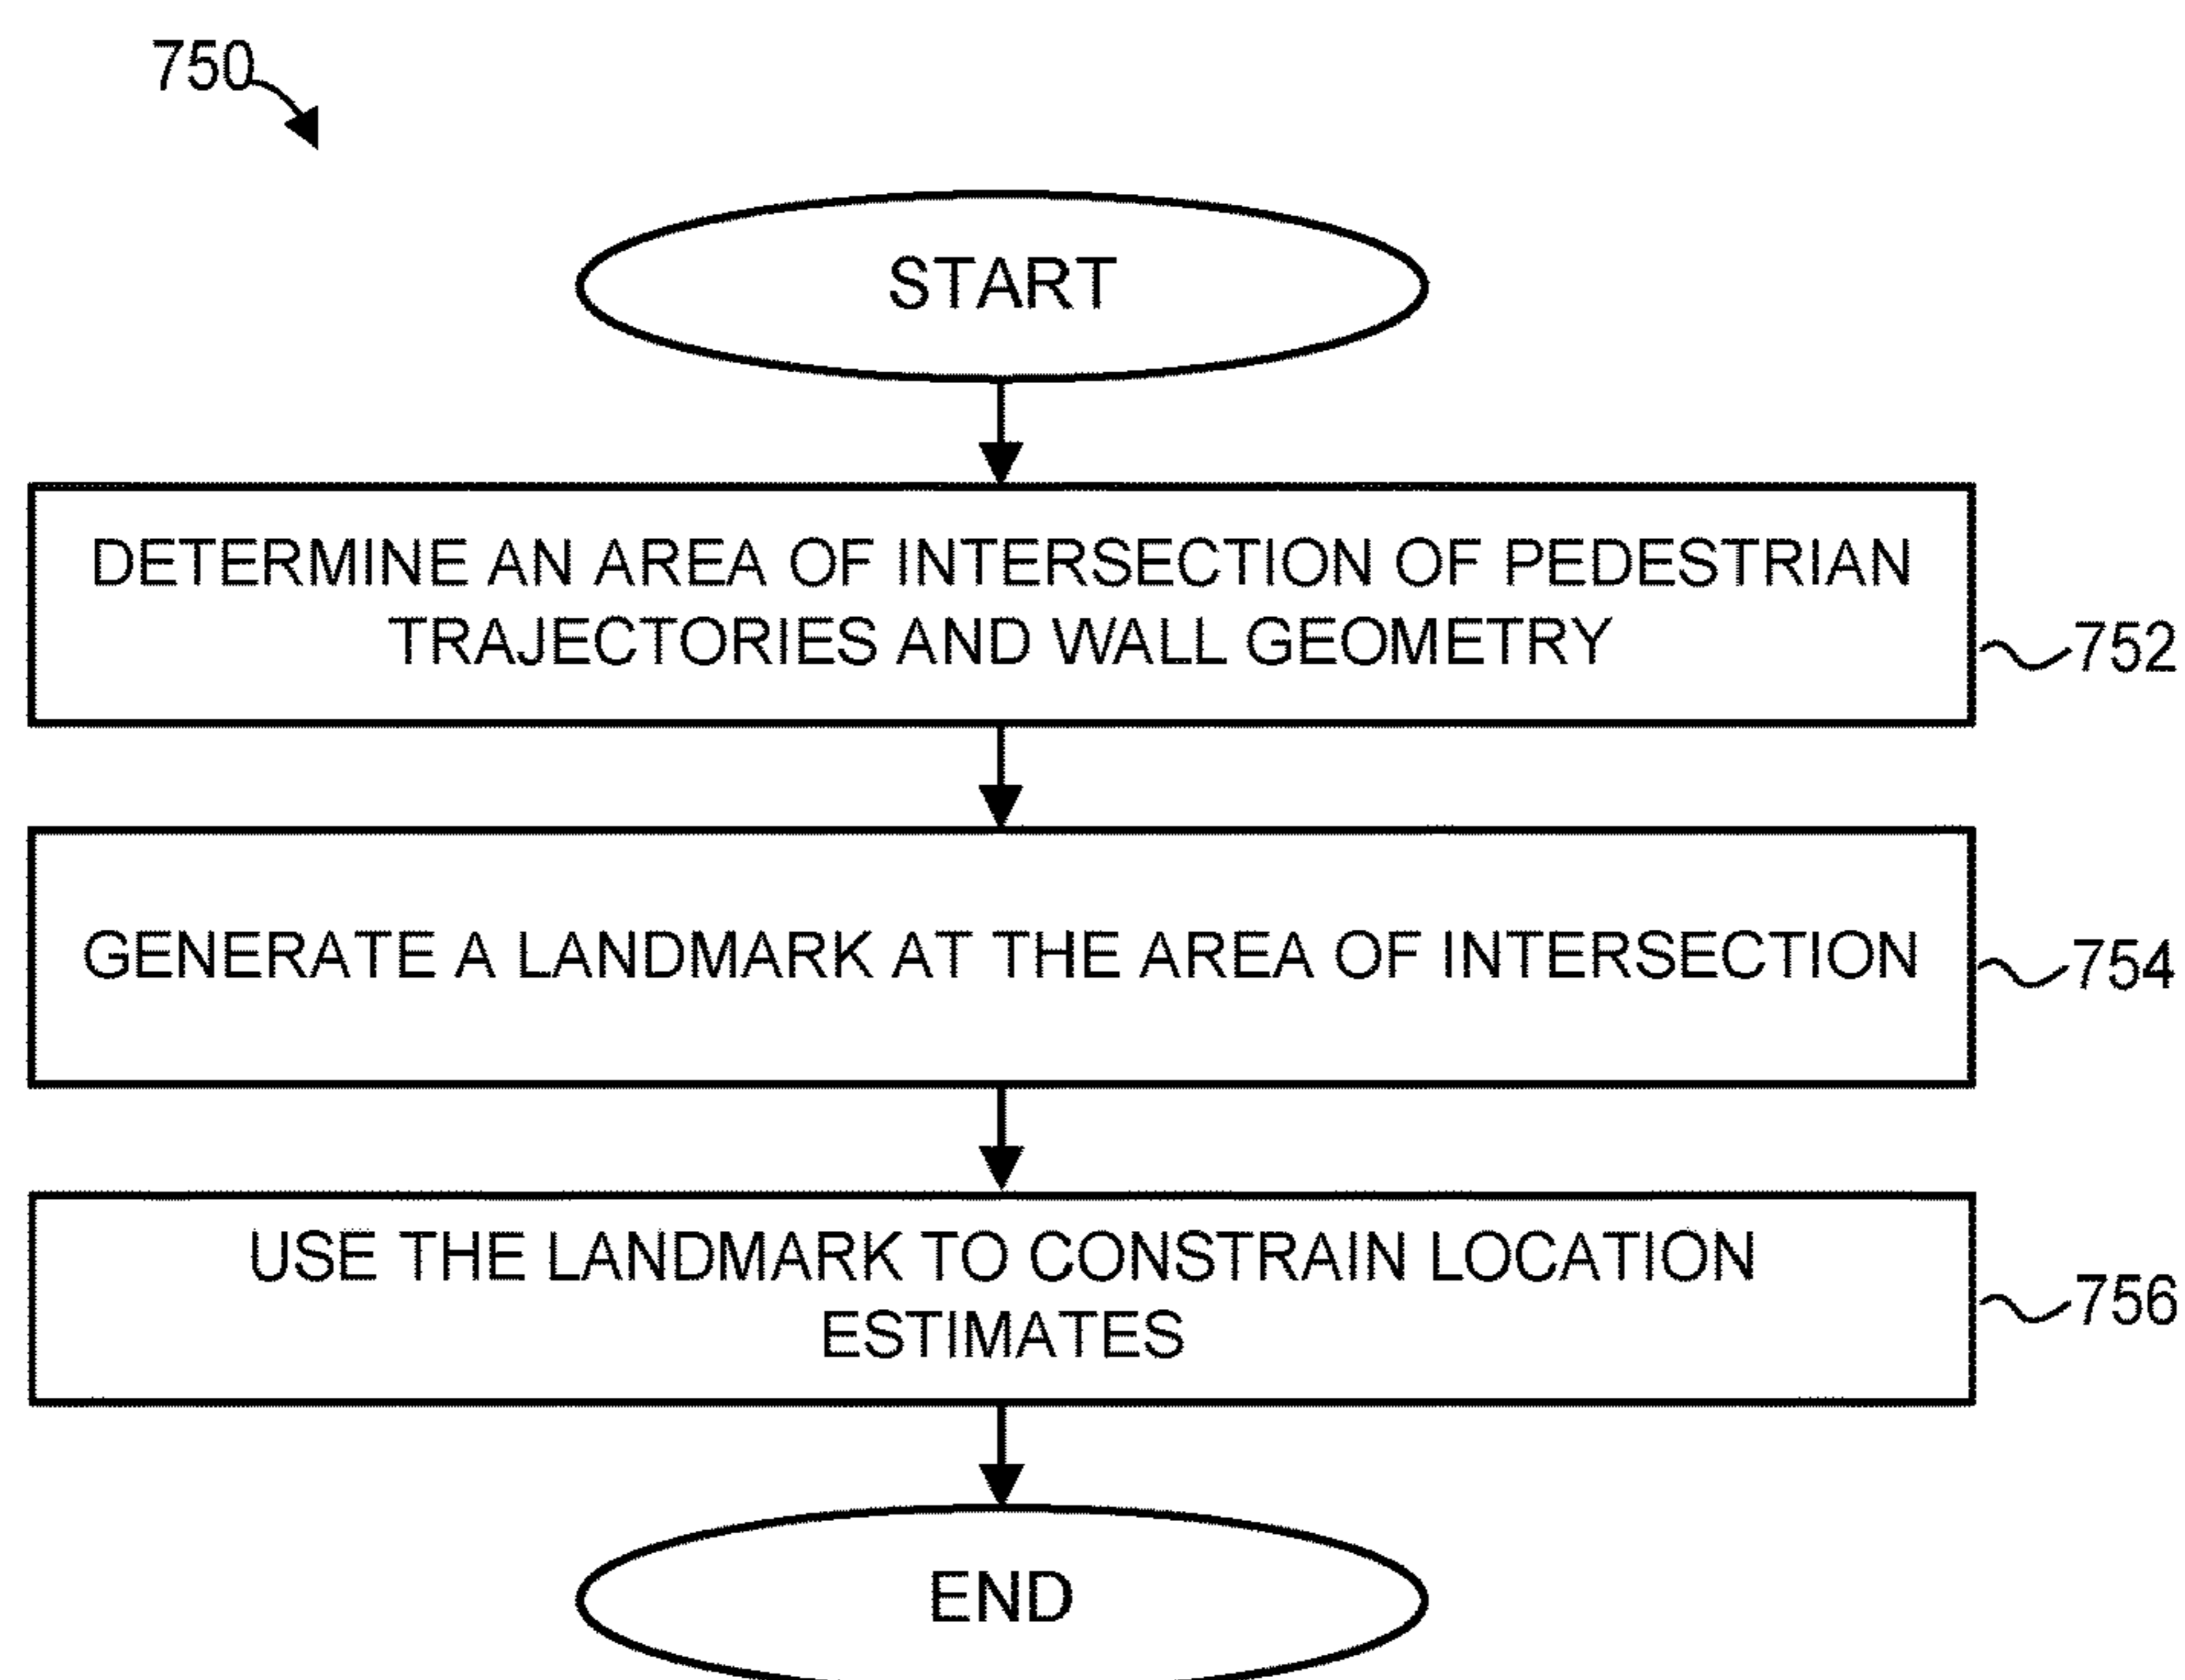 750
START
DETERMINE AN AREA OF INTERSECTION OF PEDESTRIAN
TRAJECTORIES AND WALL GEOMETRY
752
GENERATE A LANDMARK AT THE AREA OF INTERSECTION
754
USE THE LANDMARK TO CONSTRAIN LOCATION
ESTIMATES
756
END